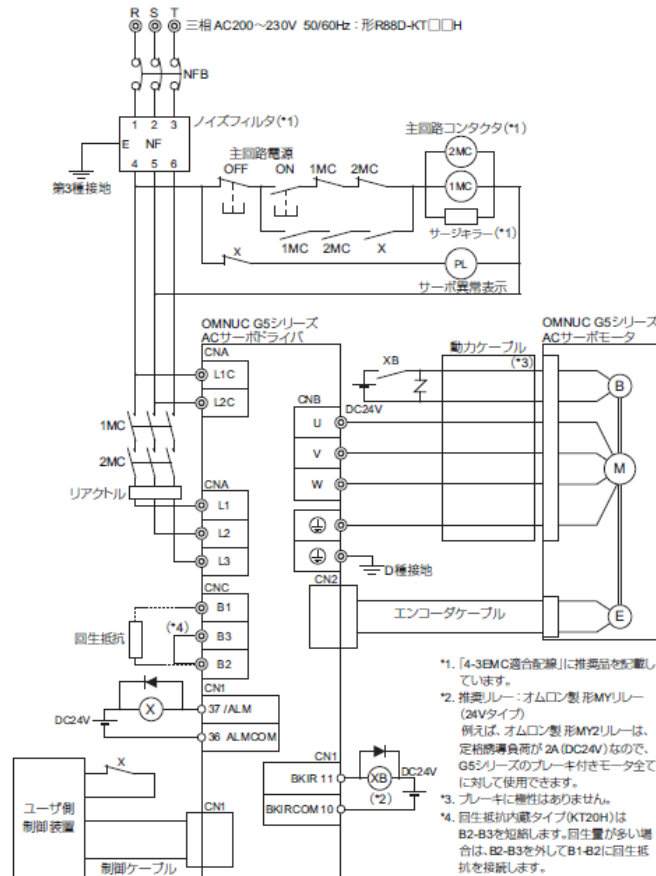 R S T
三相 AC200～230V 50/60Hz：形R88D-KT□□H
NFB
1 2 3
ノイズフィルタ(*1)
E NF
4 5 6
第3種接地
主回路電源
OFF ON 1MC 2MC
主回路コンタクタ(*1)
2MC
1MC
サージキラー(*1)
1MC 2MC X
X
PL
サーボ異常表示
OMNUC G5シリーズ
ACサーボドライバ
OMNUC G5シリーズ
ACサーボモータ
CNA
L1C
L2C
XB
動力ケーブル
(*3)
B
DC24V
CNB
U
V
W
M
1MC
2MC
リアクトル
CNA
L1
L2
L3
D種接地
CN2
エンコーダケーブル
E
CNC
B1
(*4)
B3
B2
回生抵抗
CN1
X
37 /ALM
DC24V
36 ALMCOM
CN1
BKIR 11
XB
DC24V
(*2)
BKIRCOM 10
X
ユーザ側
制御装置
CN1
制御ケーブル
*1.「4-3EMC適合配線」に推奨品を記載し
ています。
*2. 推奨リレー：オムロン製 形MYリレー
(24Vタイプ)
例えば、オムロン製 形MY2リレーは、
定格誘導負荷が 2A(DC24V)なので、
G5シリーズのブレーキ付きモータ全て
に対して使用できます。
*3. ブレーキに極性はありません。
*4. 回生抵抗内蔵タイプ(KT20H)は
B2-B3を短絡します。回生量が多い場
合は、B2-B3を外してB1-B2に回生抵
抗を接続します。